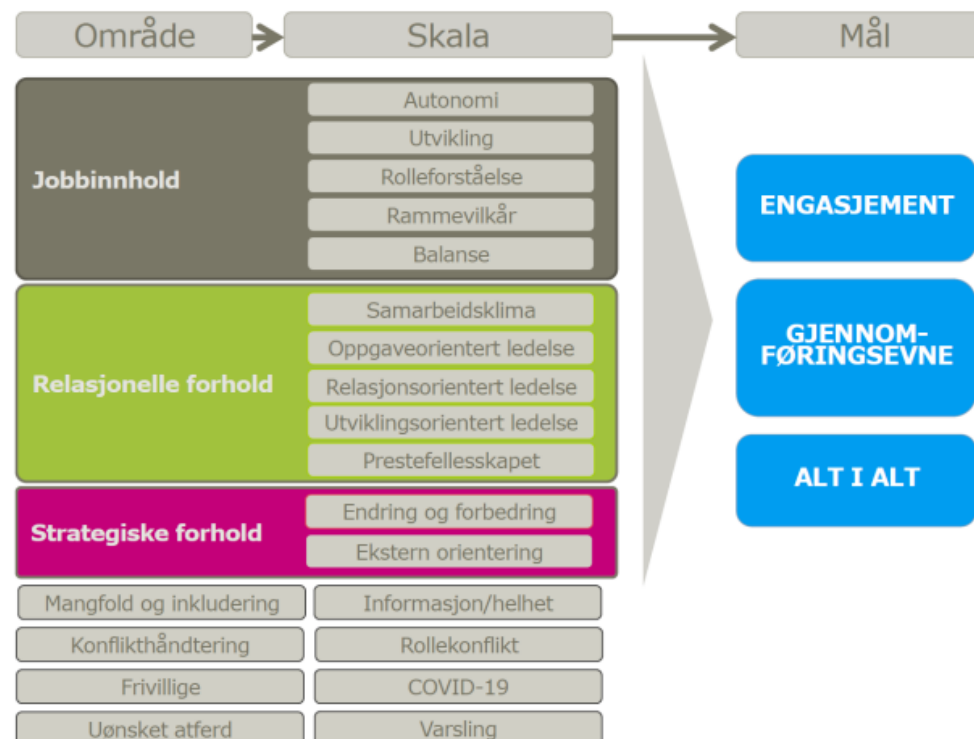 Område
Skala
Mål
Jobbinnhold
Autonomi
Utvikling
Rolleforståelse
Rammevilkår
Balanse
Relasjonelle forhold
Samarbeidsklima
Oppgaveorientert ledelse
Relasjonsorientert ledelse
Utviklingsorientert ledelse
Prestefellesskapet
Strategiske forhold
Endring og forbedring
Ekstern orientering
Mangfold og inkludering
Informasjon/helhet
Konflikthåndtering
Rollekonflikt
Frivillige
COVID-19
Uønsket atferd
Varsling
ENGASJEMENT
GJENNOM-
FØRINGSEVNE
ALT I ALT